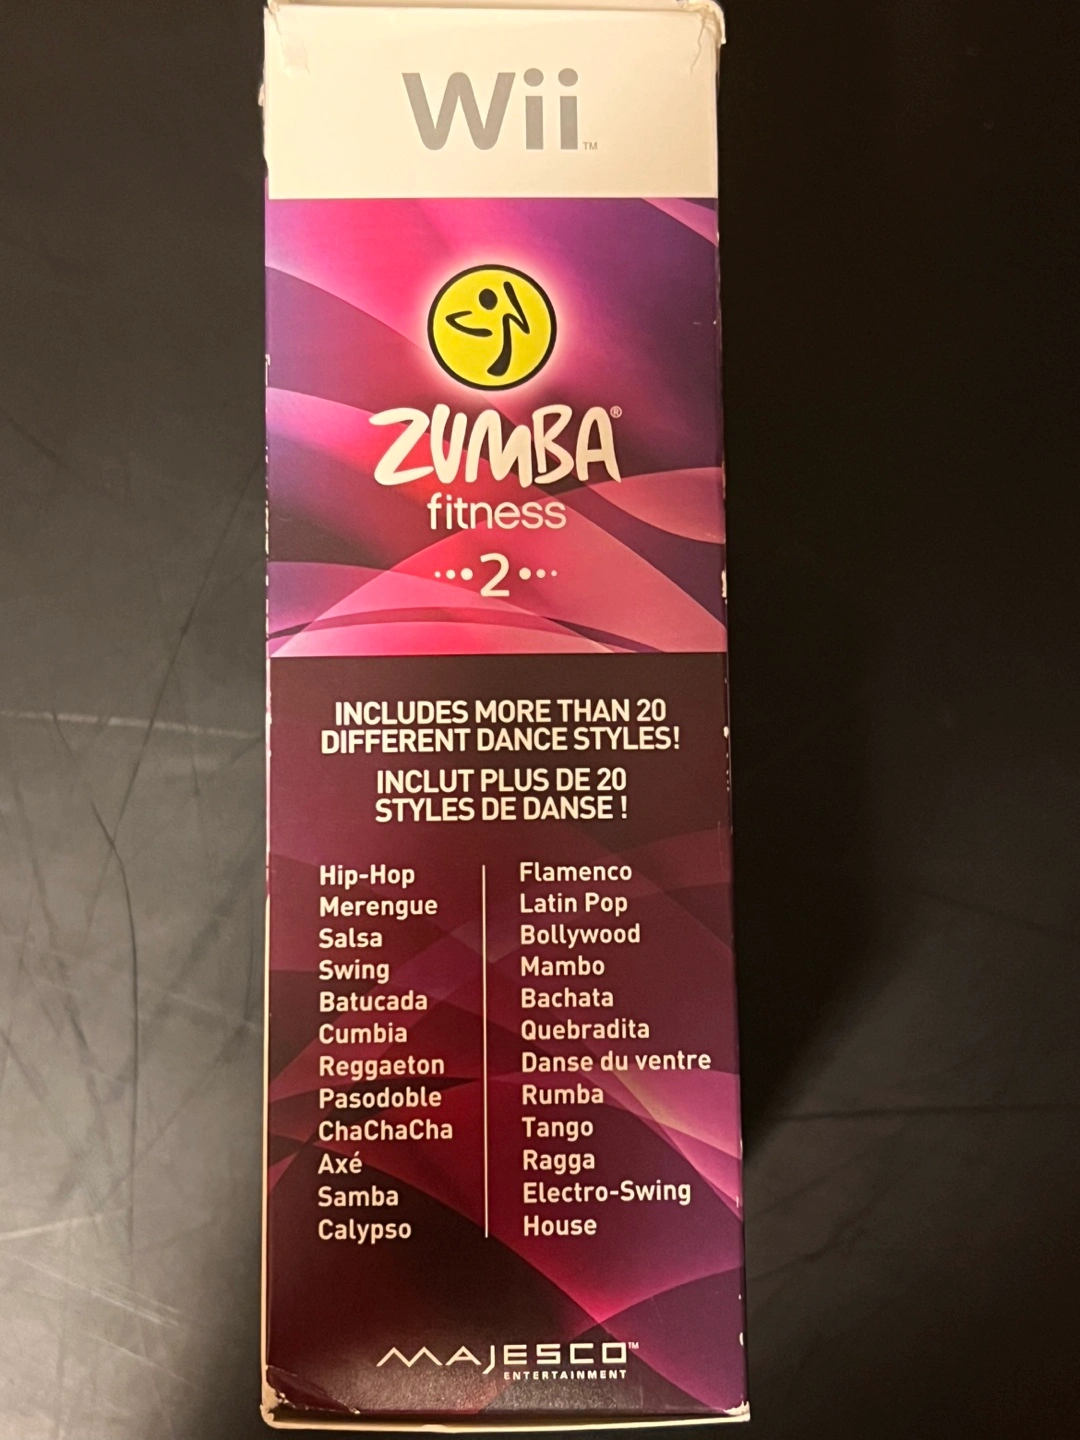 Wii™
ZUMBA®
fitness
2
INCLUDES MORE THAN 20
DIFFERENT DANCE STYLES!
INCLUT PLUS DE 20
STYLES DE DANSE !
Hip-Hop
Merengue
Salsa
Swing
Batucada
Cumbia
Reggaeton
Pasodoble
ChaChaCha
Axé
Samba
Calypso
Flamenco
Latin Pop
Bollywood
Mambo
Bachata
Quebradita
Danse du ventre
Rumba
Tango
Ragga
Electro-Swing
House
MAJESCO™
ENTERTAINMENT